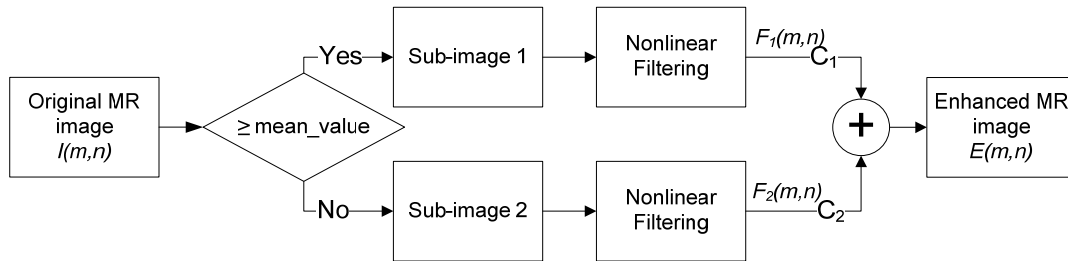 Original MR
image
I(m,n)
≥ mean_value
Yes
Sub-image 1
Nonlinear
Filtering
F₁(m,n)
C₁
No
Sub-image 2
Nonlinear
Filtering
F₂(m,n)
C₂
+
Enhanced MR
image
E(m,n)